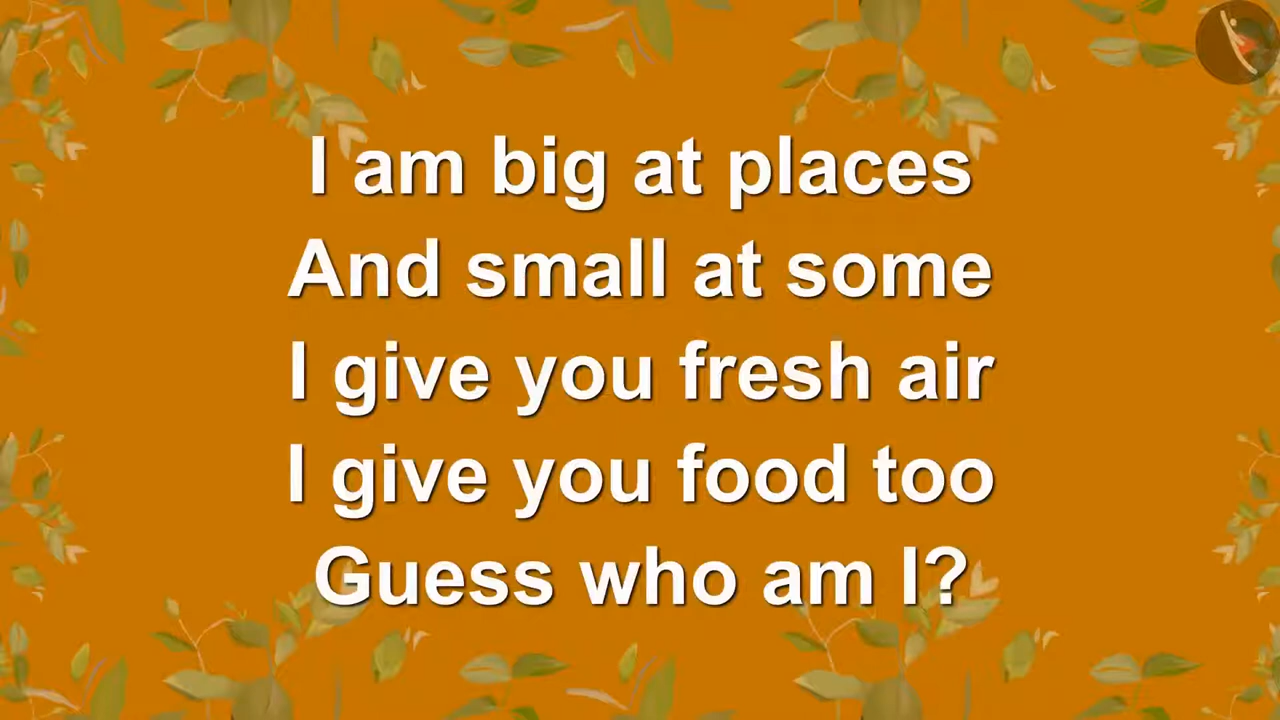 I am big at places
And small at some
I give you fresh air
I give you food too
Guess who am I?